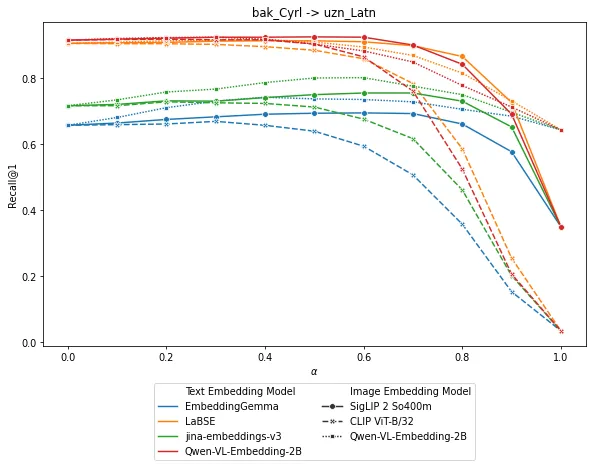 bak_Cyrl -> uzn_Latn
Recall@1
0.8
0.6
0.4
0.2
0.0
0.0 0.2 0.4 0.6 0.8 1.0
α
Text Embedding Model
EmbeddingGemma
LaBSE
jina-embeddings-v3
Qwen-VL-Embedding-2B
Image Embedding Model
SigLIP 2 So400m
CLIP ViT-B/32
Qwen-VL-Embedding-2B